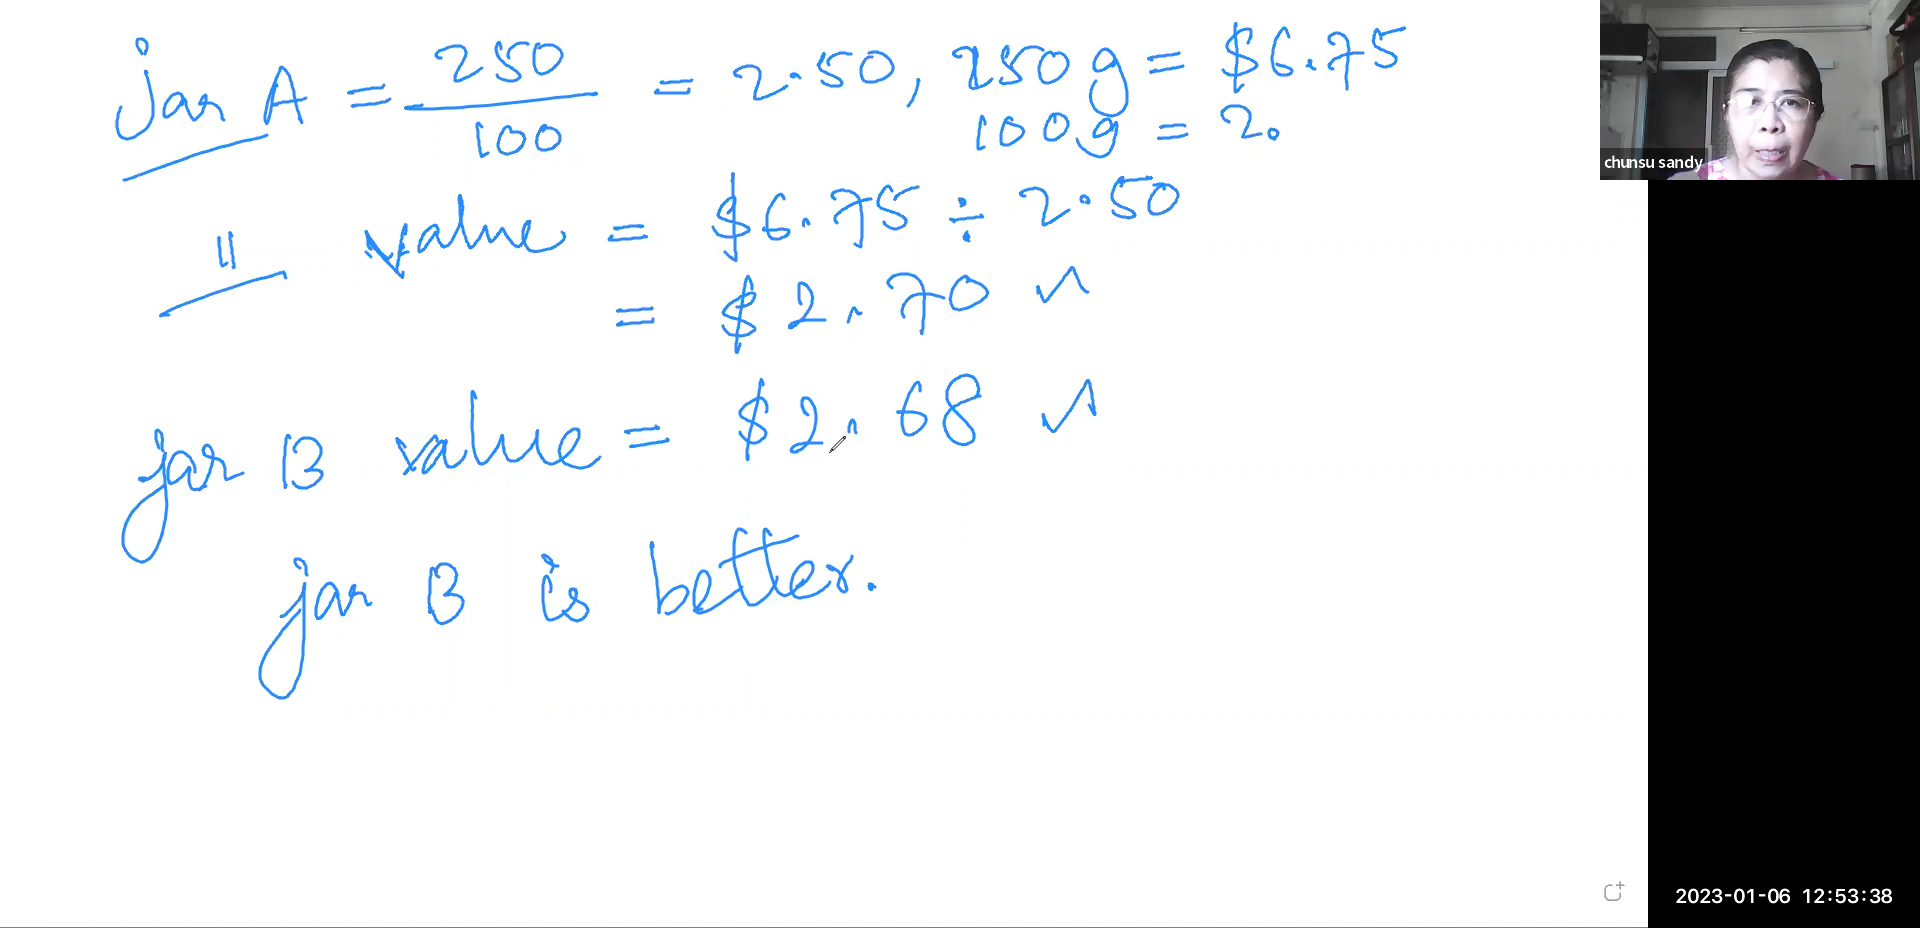 jar A = 250/100 = 2.50, 250g = $6.75
100g = 2.
" value = $6.75 ÷ 2.50
= $2.70
jar B value = $2.68
jar B is better.
chunsu sandy
2023-01-06 12:53:38